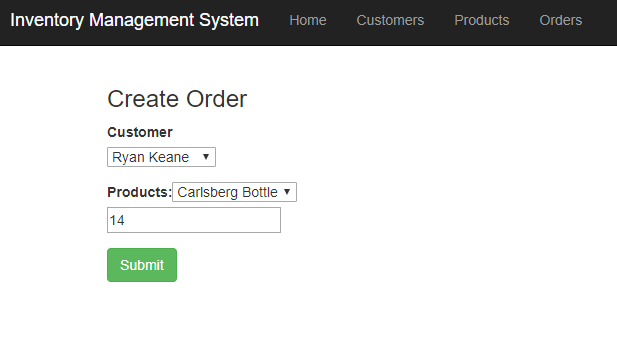 Inventory Management System Home Customers Products Orders
Create Order
Customer
Ryan Keane
Products: Carlsberg Bottle
14
Submit